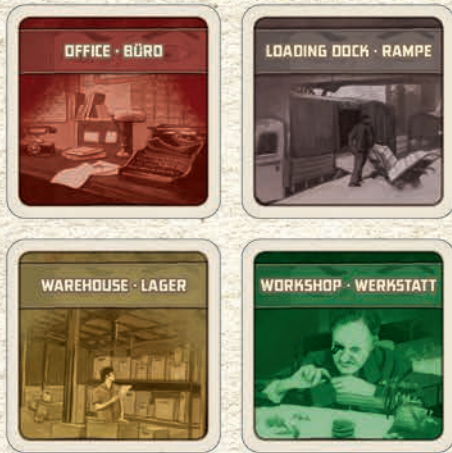 OFFICE · BÜRO
LOADING DOCK · RAMPE
WAREHOUSE · LAGER
WORKSHOP · WERKSTATT